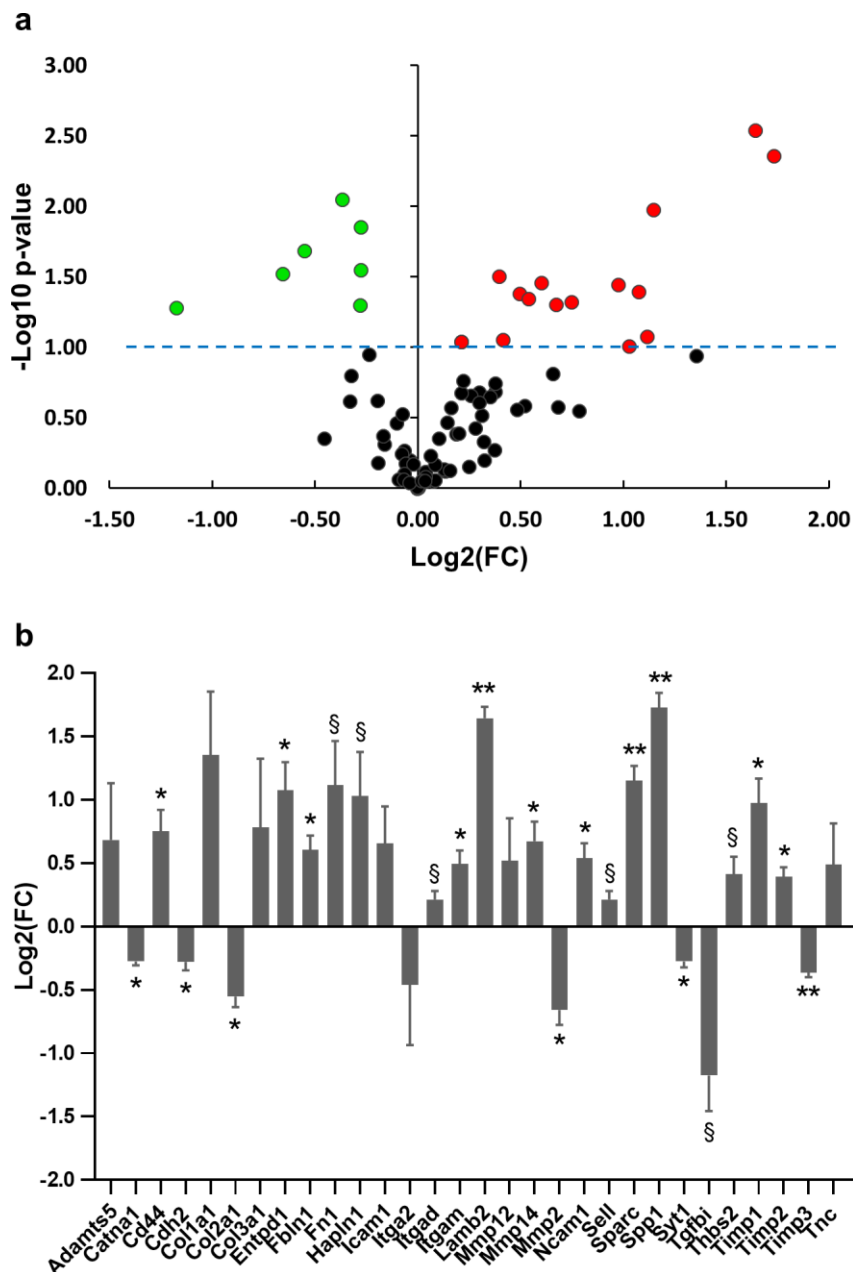 a
3.00
2.50
2.00
1.50
1.00
0.50
0.00
-Log10 p-value
-1.50 -1.00 -0.50 0.00 0.50 1.00 1.50 2.00
Log2(FC)
b
2.0
1.5
1.0
0.5
0.0
-0.5
-1.0
-1.5
-2.0
Log2(FC)
* * * * * * § § § * ** * * * § ** ** * § § * * **
Adamts5 Catna1 Cd44 Cdh2 Col1a1 Col2a1 Col3a1 Entpd1 Fbln1 Fn1 Hapln1 Icam1 Itga2 Itgad Itgam Lamb2 Mmp12 Mmp14 Mmp2 Ncam1 Sell Sparc Spp1 Syt1 Tgfbi Thbs2 Timp1 Timp2 Timp3 Tnc